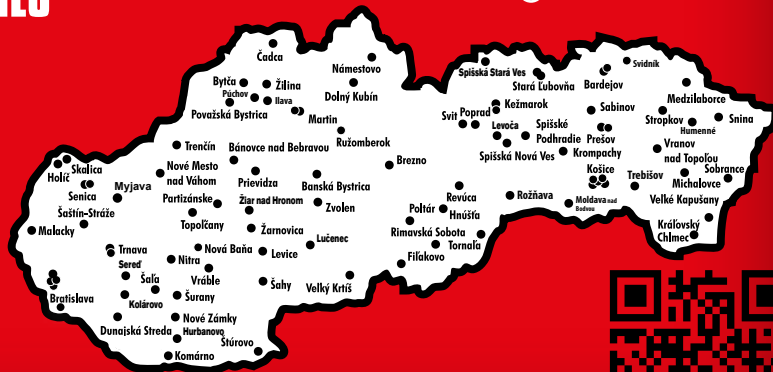 Čadca
Námestovo
Bytča
Žilina
Púchov
Ilava
Dolný Kubín
Považská Bystrica
Martin
Ružomberok
Spišská Stará Ves
Stará Ľubovňa
Svidník
Bardejov
Medzilaborce
Kežmarok
Sabinov
Svit
Poprad
Stropkov
Snina
Levoča
Spišské
Podhradie
Prešov
Humenné
Spišská Nová Ves
Krompachy
Vranov
nad Topoľou
Trenčín
Bánovce nad Bebravou
Brezno
Košice
Sobrance
Trebišov
Michalovce
Skalica
Holíč
Senica
Nové Mesto
nad Váhom
Prievidza
Banská Bystrica
Myjava
Partizánske
Žiar nad Hronom
Zvolen
Revúca
Rožňava
Moldava nad
Bodvou
Veľké Kapušany
Šaštín-Stráže
Topoľčany
Poltár
Hnúšťa
Kráľovský
Chlmec
Malacky
Žarnovica
Rimavská Sobota
Tornaľa
Trnava
Nová Baňa
Levice
Lučenec
Sereď
Nitra
Fiľakovo
Šaľa
Vráble
Šahy
Veľký Krtíš
Bratislava
Kolárovo
Šurany
Dunajská Streda
Nové Zámky
Hurbanovo
Štúrovo
Komárno